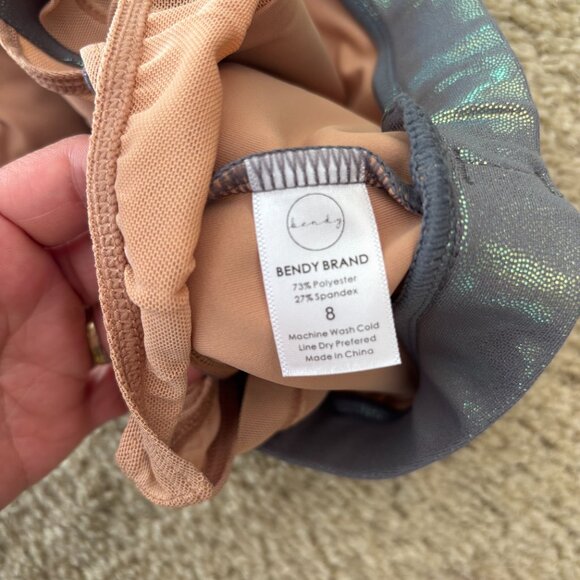 bendy
BENDY BRAND
73% Polyester
27% Spandex
8
Machine Wash Cold
Line Dry Prefered
Made in China